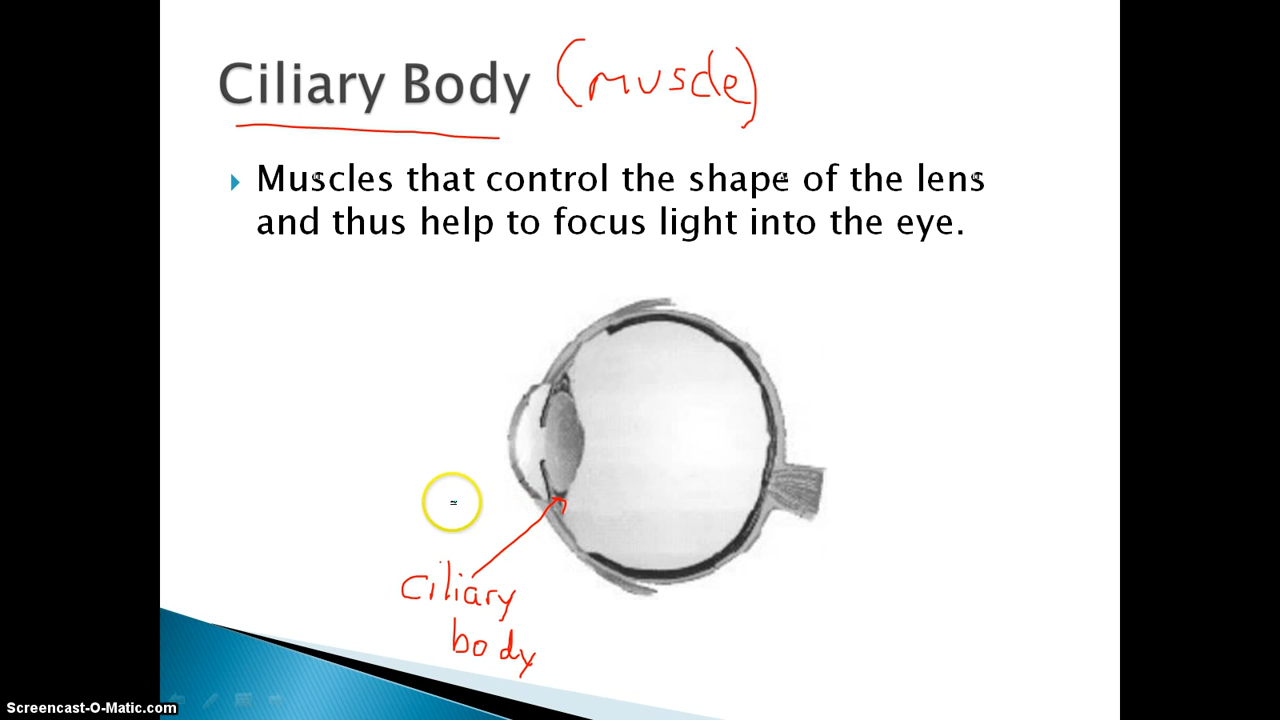 Ciliary Body (muscle)
Muscles that control the shape of the lens
and thus help to focus light into the eye.
ciliary
body
Screencast-O-Matic.com